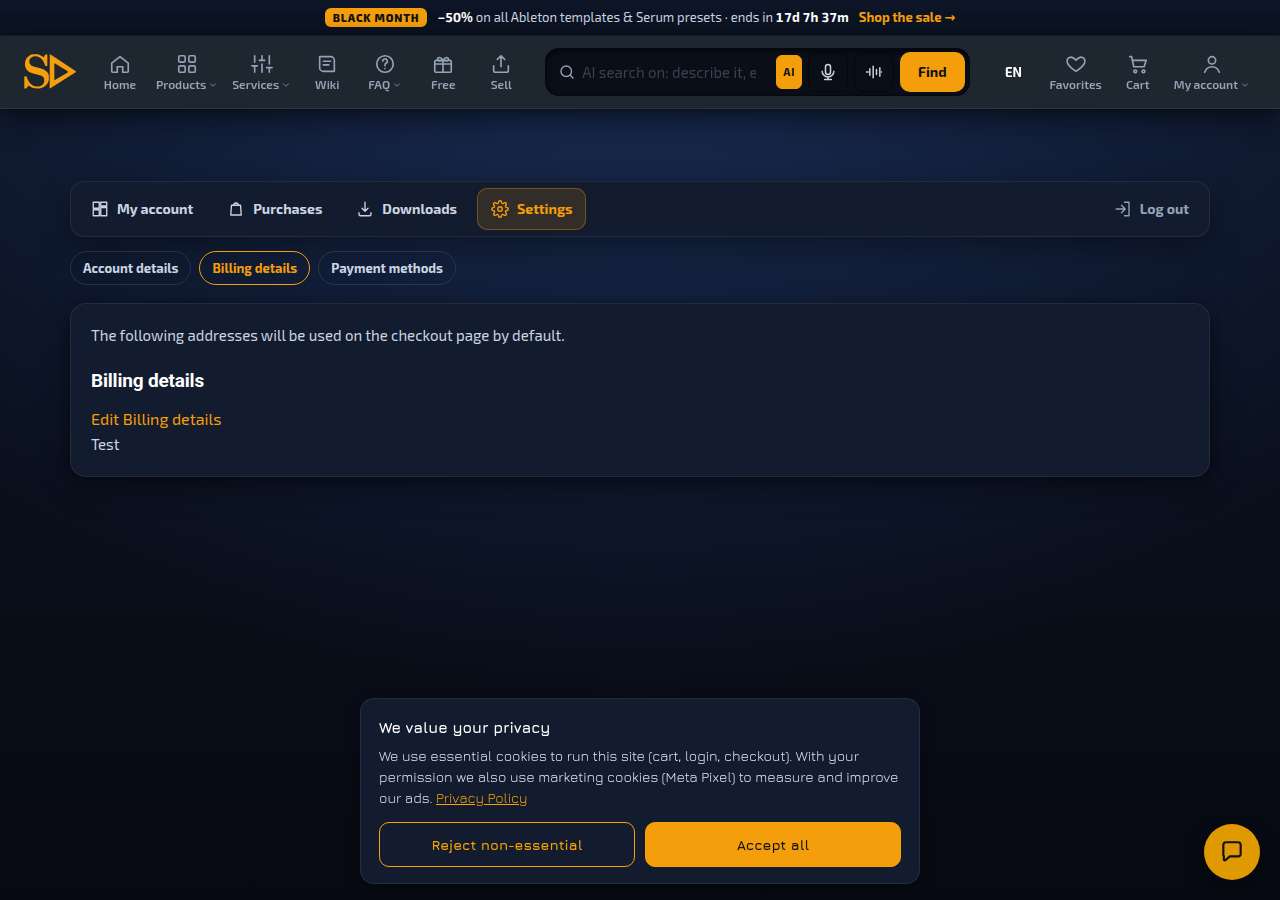 BLACK MONTH −50% on all Ableton templates & Serum presets · ends in 17d 7h 37m Shop the sale →
Home Products Services Wiki FAQ Free Sell
AI search on: describe it, e
AI Find EN Favorites Cart My account
My account Purchases Downloads Settings Log out
Account details Billing details Payment methods
The following addresses will be used on the checkout page by default.
Billing details
Edit Billing details
Test
We value your privacy
We use essential cookies to run this site (cart, login, checkout). With your
permission we also use marketing cookies (Meta Pixel) to measure and improve
our ads. Privacy Policy
Reject non-essential Accept all